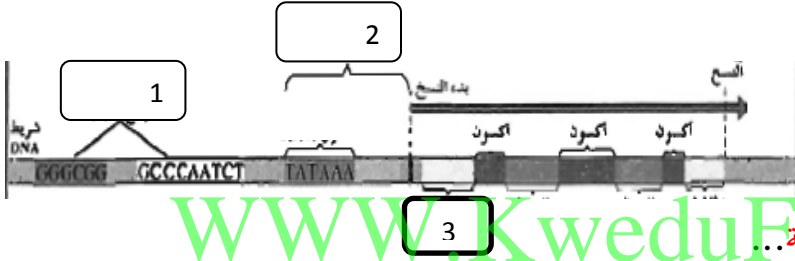 2
1
بدء النسخ
النسخ
شريط
DNA
اكسون
اكسون
اكسون
GGGCGG
GCCCAATCT
TATAAA
3
WWW.KweduF